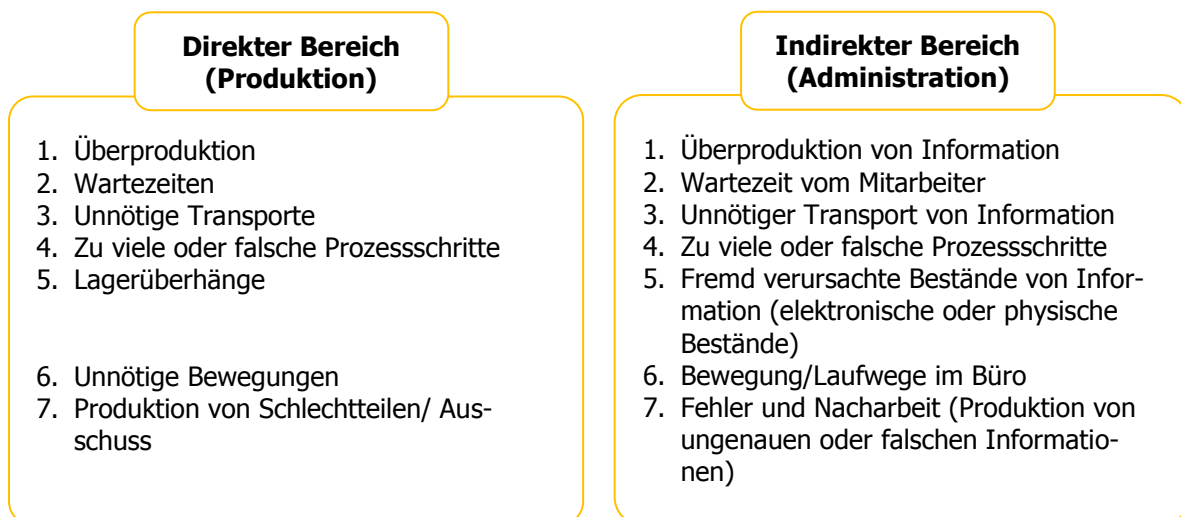 Direkter Bereich
(Produktion)
1. Überproduktion
2. Wartezeiten
3. Unnötige Transporte
4. Zu viele oder falsche Prozessschritte
5. Lagerüberhänge
6. Unnötige Bewegungen
7. Produktion von Schlechtteilen/ Aus-
schuss
Indirekter Bereich
(Administration)
1. Überproduktion von Information
2. Wartezeit vom Mitarbeiter
3. Unnötiger Transport von Information
4. Zu viele oder falsche Prozessschritte
5. Fremd verursachte Bestände von Infor-
mation (elektronische oder physische
Bestände)
6. Bewegung/Laufwege im Büro
7. Fehler und Nacharbeit (Produktion von
ungenauen oder falschen Informatio-
nen)